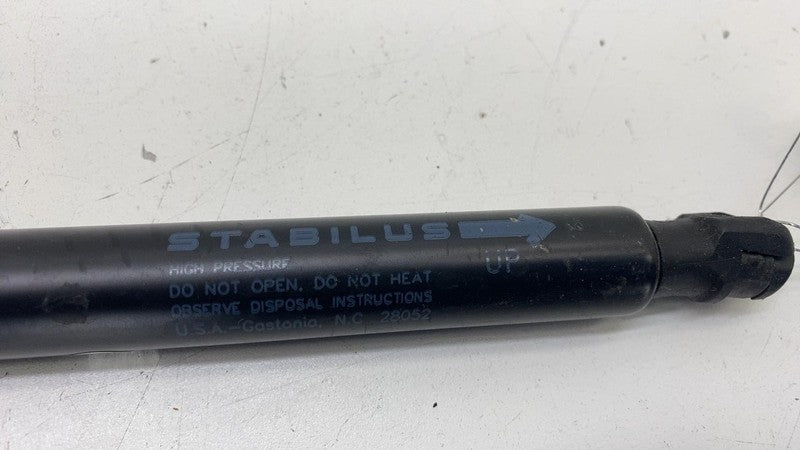 STABILUS
UP
HIGH PRESSURE
DO NOT OPEN, DO NOT HEAT
OBSERVE DISPOSAL INSTRUCTIONS
U.S.A.-Gastonia, N.C. 28052